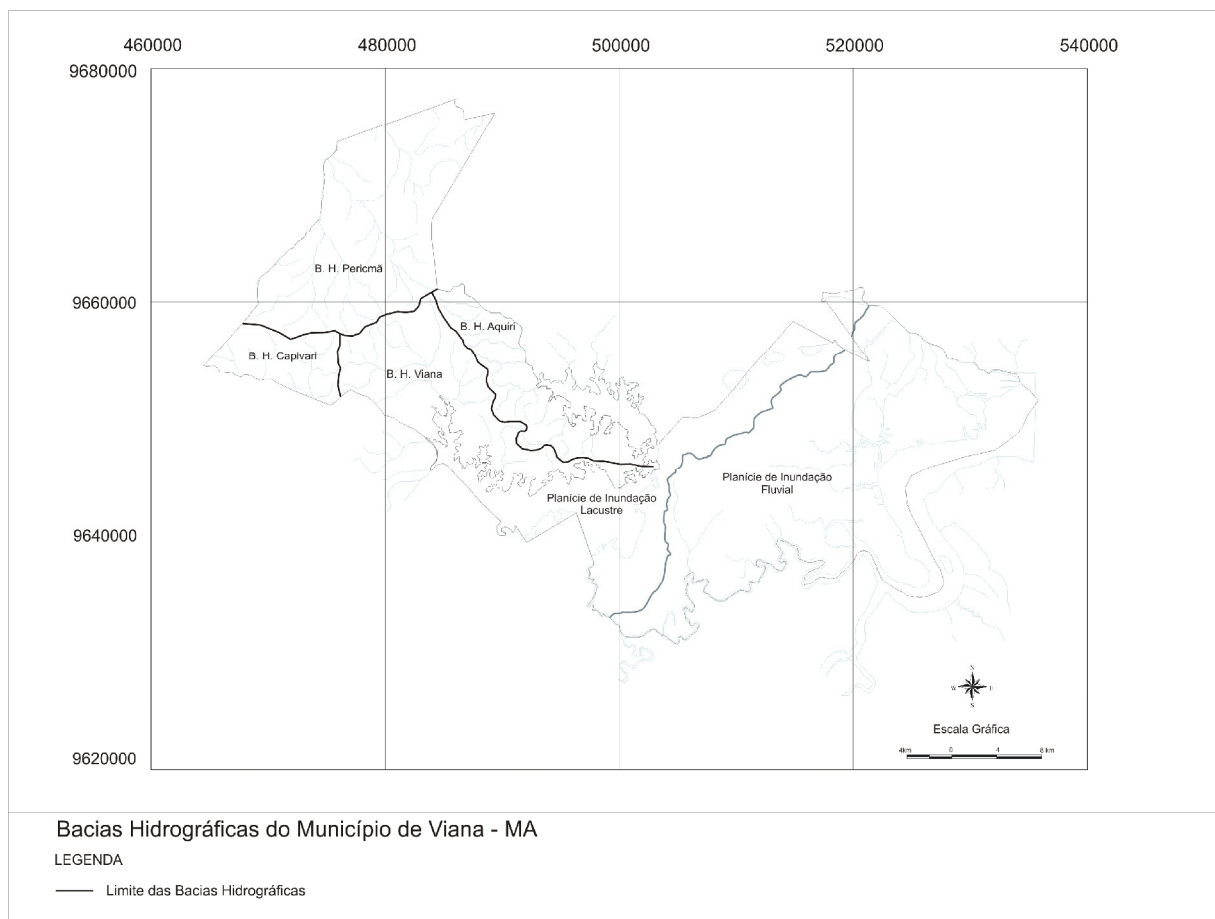 460000 480000 500000 520000 540000
9680000
B. H. Pericmã
9660000
B. H. Aquiri
B. H. Capivari
B. H. Viana
Planície de Inundação
Fluvial
Planície de Inundação
Lacustre
9640000
N
W E
S
Escala Gráfica
4km 0 4 8 km
9620000
Bacias Hidrográficas do Município de Viana - MA
LEGENDA
Limite das Bacias Hidrográficas